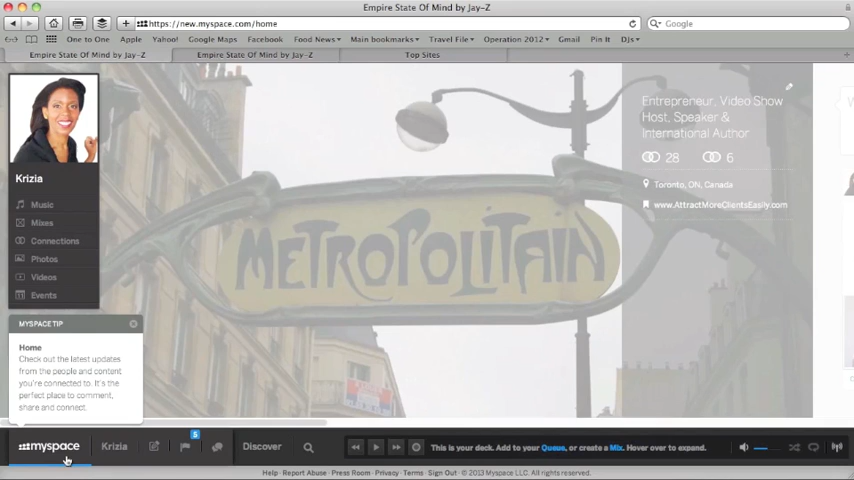 Empire State Of Mind by Jay-Z
https://new.myspace.com/home
Google
One to One Apple Yahoo! Google Maps Facebook Food News Main bookmarks Travel File Operation 2012 Gmail Pin It DJs
Empire State Of Mind by Jay-Z Empire State Of Mind by Jay-Z Top Sites
Entrepreneur, Video Show
Host, Speaker &
International Author
28 6
Toronto, ON, Canada
www.AttractMoreClientsEasily.com
METROPOLITAIN
Krizia
Music
Mixes
Connections
Photos
Videos
Events
MYSPACE TIP
Home
Check out the latest updates
from the people and content
you're connected to. It's the
perfect place to comment,
share and connect.
myspace Krizia Discover
This is your deck. Add to your Queue, or create a Mix. Hover over to expand.
Help · Report Abuse · Press Room · Privacy · Terms · Sign Out · © 2013 Myspace LLC. All rights reserved.